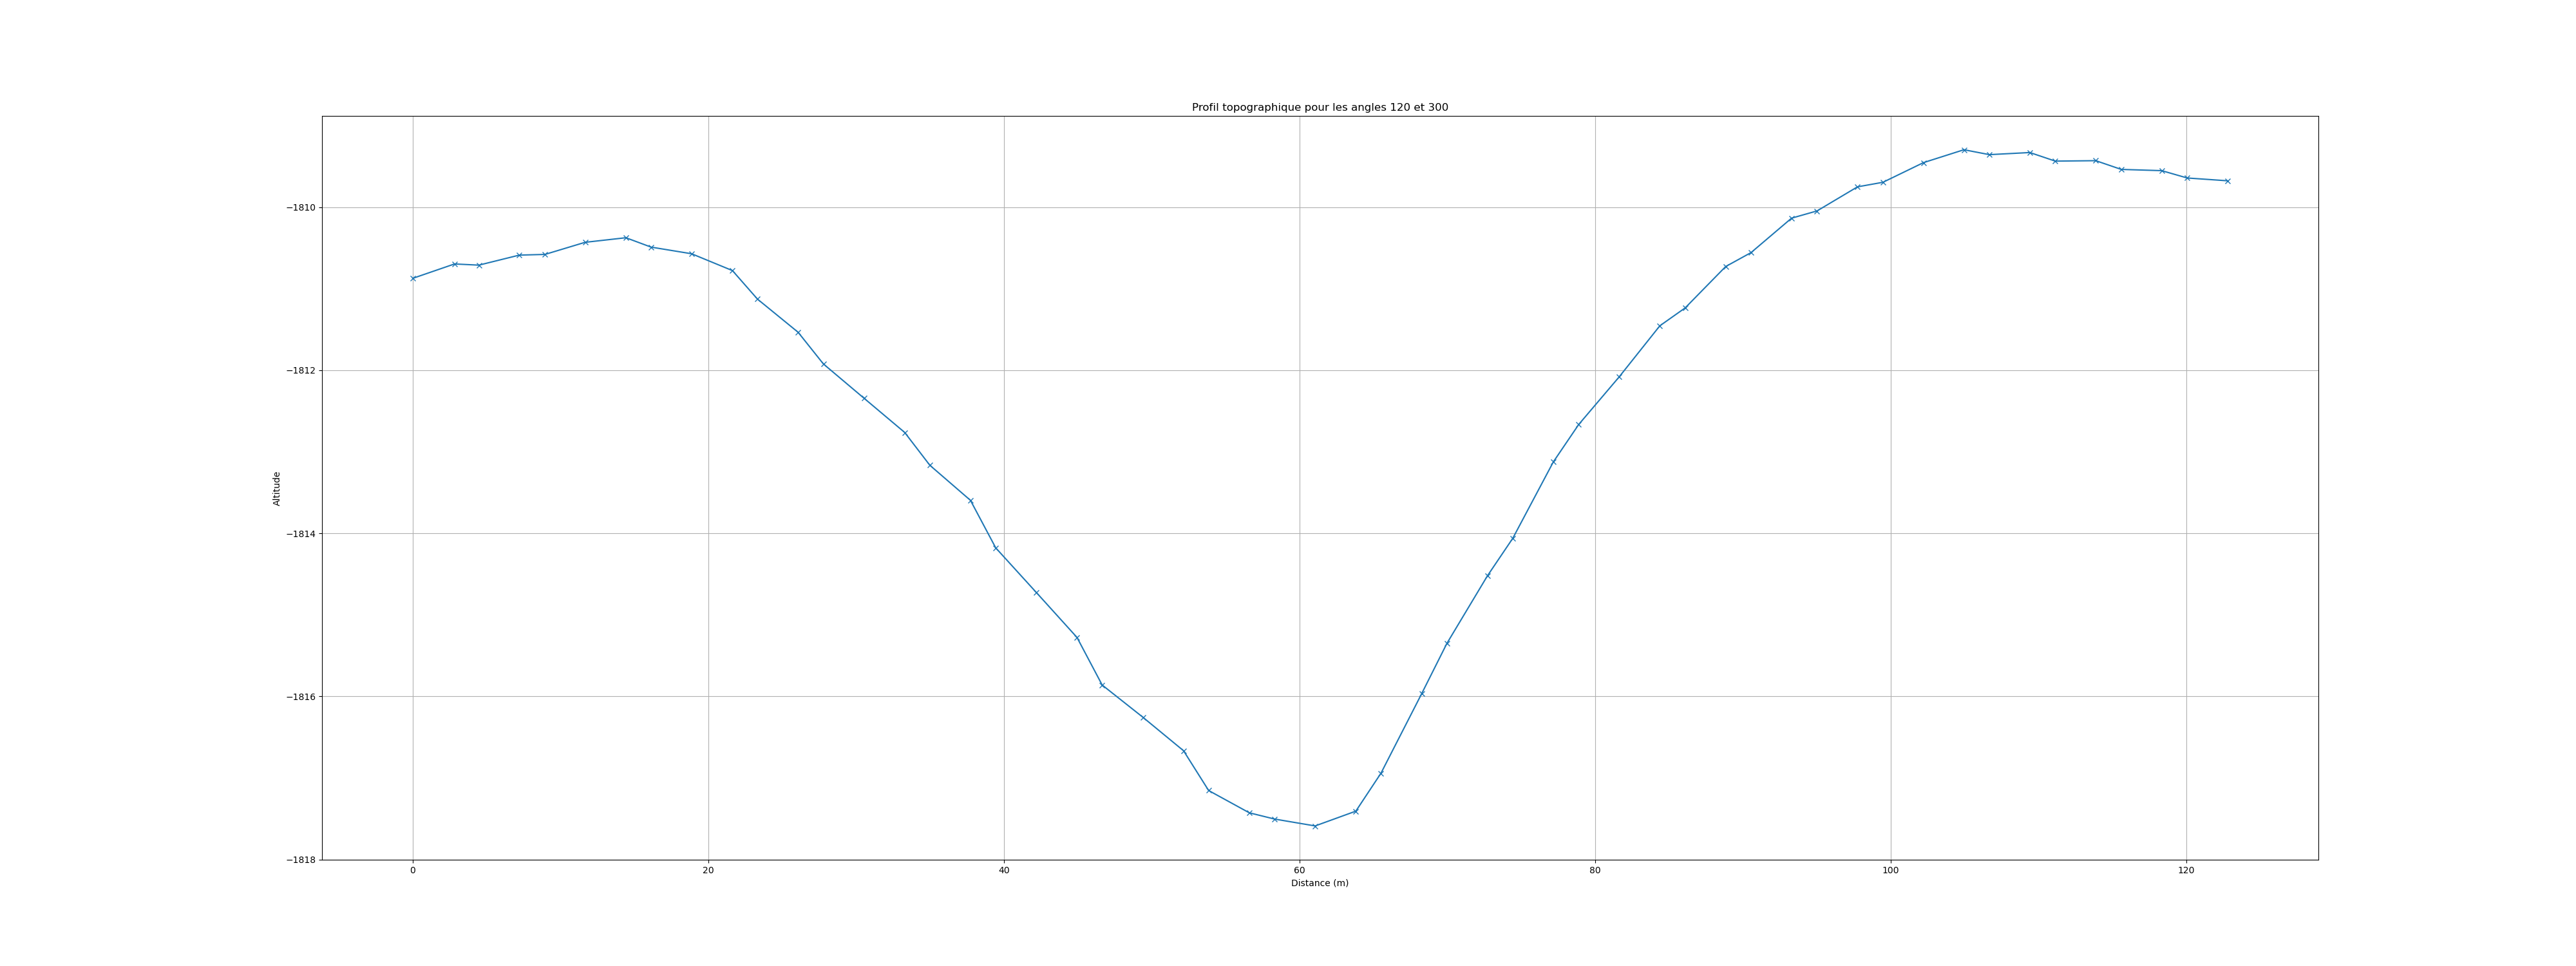 Profil topographique pour les angles 120 et 300
Altitude
−1810
−1812
−1814
−1816
−1818
0 20 40 60 80 100 120
Distance (m)